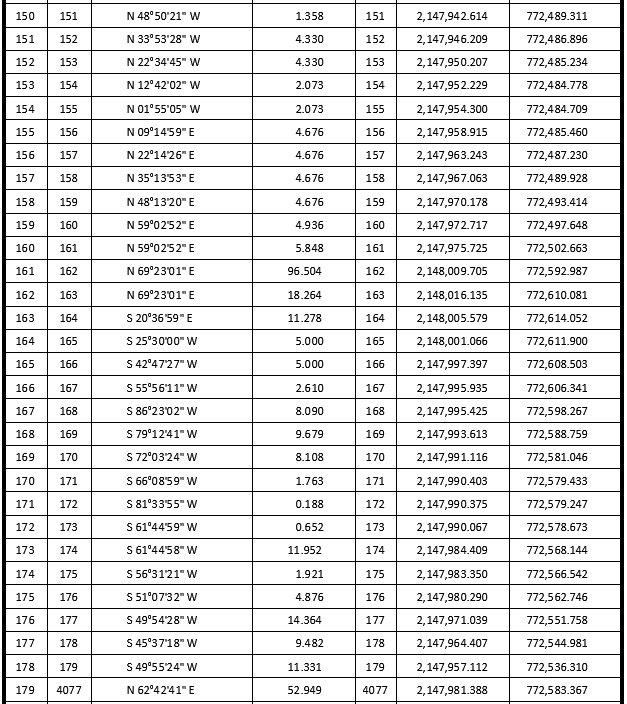 150 151 N 48°50'21" W 1.358 151 2,147,942.614 772,489.311
151 152 N 33°53'28" W 4.330 152 2,147,946.209 772,486.896
152 153 N 22°34'45" W 4.330 153 2,147,950.207 772,485.234
153 154 N 12°42'02" W 2.073 154 2,147,952.229 772,484.778
154 155 N 01°55'05" W 2.073 155 2,147,954.300 772,484.709
155 156 N 09°14'59" E 4.676 156 2,147,958.915 772,485.460
156 157 N 22°14'26" E 4.676 157 2,147,963.243 772,487.230
157 158 N 35°13'53" E 4.676 158 2,147,967.063 772,489.928
158 159 N 48°13'20" E 4.676 159 2,147,970.178 772,493.414
159 160 N 59°02'52" E 4.936 160 2,147,972.717 772,497.648
160 161 N 59°02'52" E 5.848 161 2,147,975.725 772,502.663
161 162 N 69°23'01" E 96.504 162 2,148,009.705 772,592.987
162 163 N 69°23'01" E 18.264 163 2,148,016.135 772,610.081
163 164 S 20°36'59" E 11.278 164 2,148,005.579 772,614.052
164 165 S 25°30'00" W 5.000 165 2,148,001.066 772,611.900
165 166 S 42°47'27" W 5.000 166 2,147,997.397 772,608.503
166 167 S 55°56'11" W 2.610 167 2,147,995.935 772,606.341
167 168 S 86°23'02" W 8.090 168 2,147,995.425 772,598.267
168 169 S 79°12'41" W 9.679 169 2,147,993.613 772,588.759
169 170 S 72°03'24" W 8.108 170 2,147,991.116 772,581.046
170 171 S 66°08'59" W 1.763 171 2,147,990.403 772,579.433
171 172 S 81°33'55" W 0.188 172 2,147,990.375 772,579.247
172 173 S 61°44'59" W 0.652 173 2,147,990.067 772,578.673
173 174 S 61°44'58" W 11.952 174 2,147,984.409 772,568.144
174 175 S 56°31'21" W 1.921 175 2,147,983.350 772,566.542
175 176 S 51°07'32" W 4.876 176 2,147,980.290 772,562.746
176 177 S 49°54'28" W 14.364 177 2,147,971.039 772,551.758
177 178 S 45°37'18" W 9.482 178 2,147,964.407 772,544.981
178 179 S 49°55'24" W 11.331 179 2,147,957.112 772,536.310
179 4077 N 62°42'41" E 52.949 4077 2,147,981.388 772,583.367